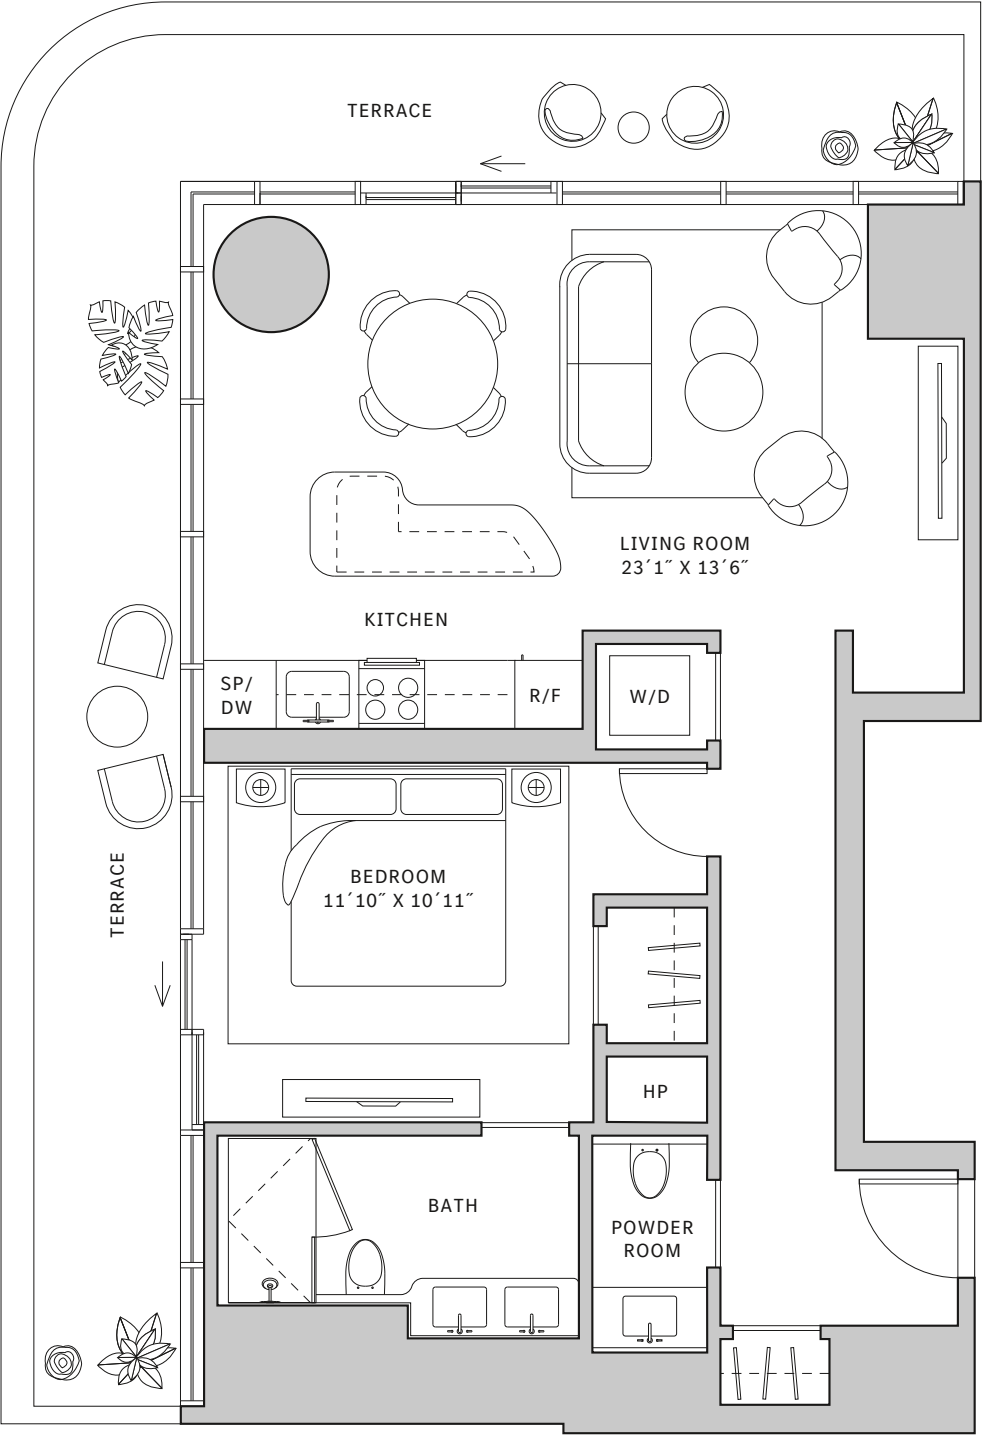 TERRACE
LIVING ROOM
23´1˝ X 13´6˝
KITCHEN
SP/
DW
R/F
W/D
TERRACE
BEDROOM
11´10˝ X 10´11˝
HP
BATH
POWDER
ROOM